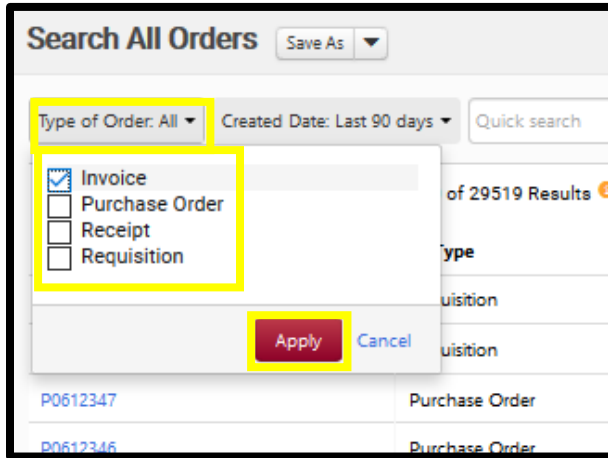 Search All Orders Save As
Type of Order: All Created Date: Last 90 days Quick search
Invoice
of 29519 Results
Purchase Order
Receipt
Type
Requisition
uisition
Apply Cancel
uisition
P0612347 Purchase Order
P0612346 Purchase Order